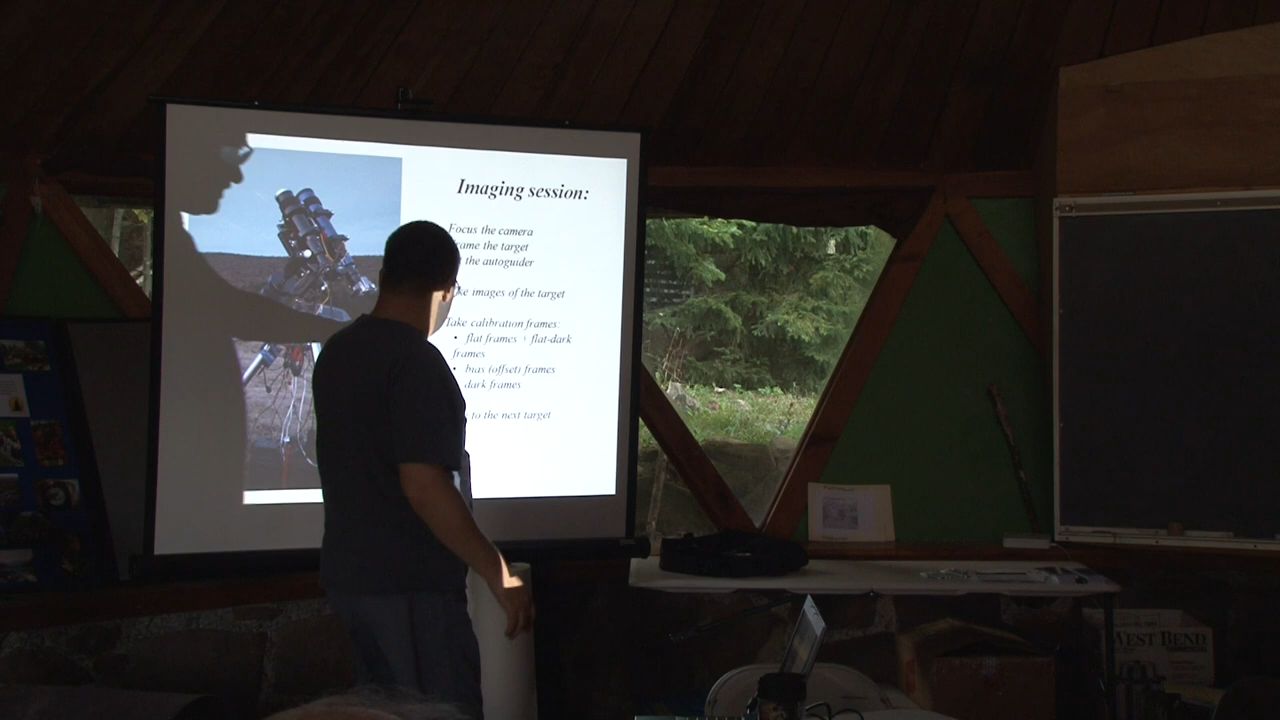 Imaging session:
Focus the camera
ame the target
the autoguider
ke images of the target
Take calibration frames:
• flat frames + flat-dark
frames
• bias (offset) frames
dark frames
to the next target
WEST BEND